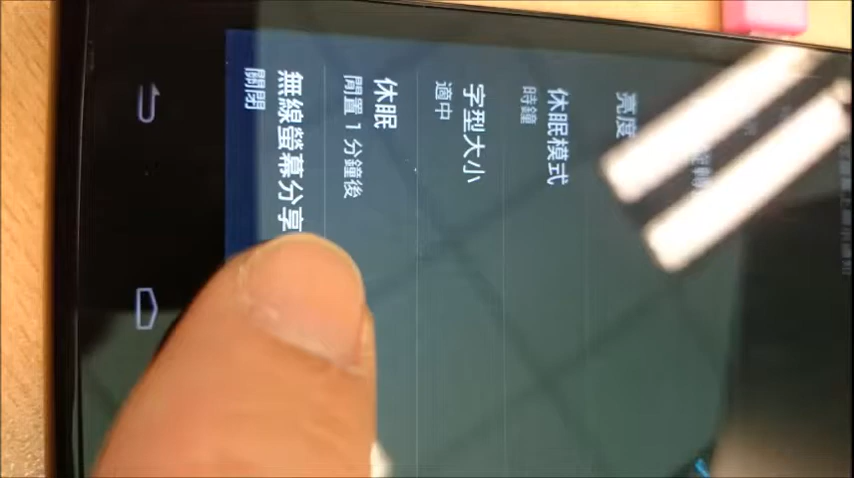 亮度
休眠模式
時鐘
字型大小
適中
休眠
閒置 1 分鐘後
無線螢幕分享
關閉